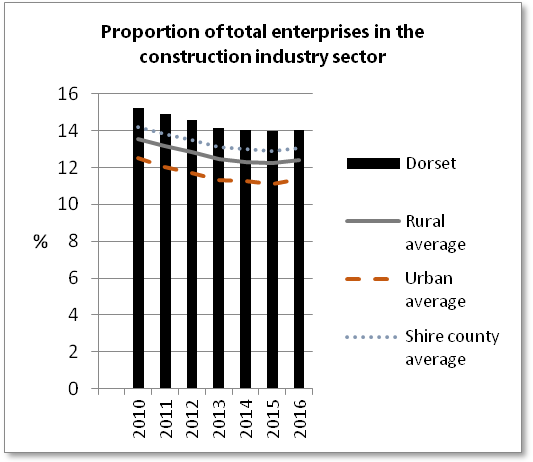 Proportion of total enterprises in the
construction industry sector
16
14
12
10
8
6
4
2
0
%
2010
2011
2012
2013
2014
2015
2016
Dorset
Rural
average
Urban
average
Shire county
average